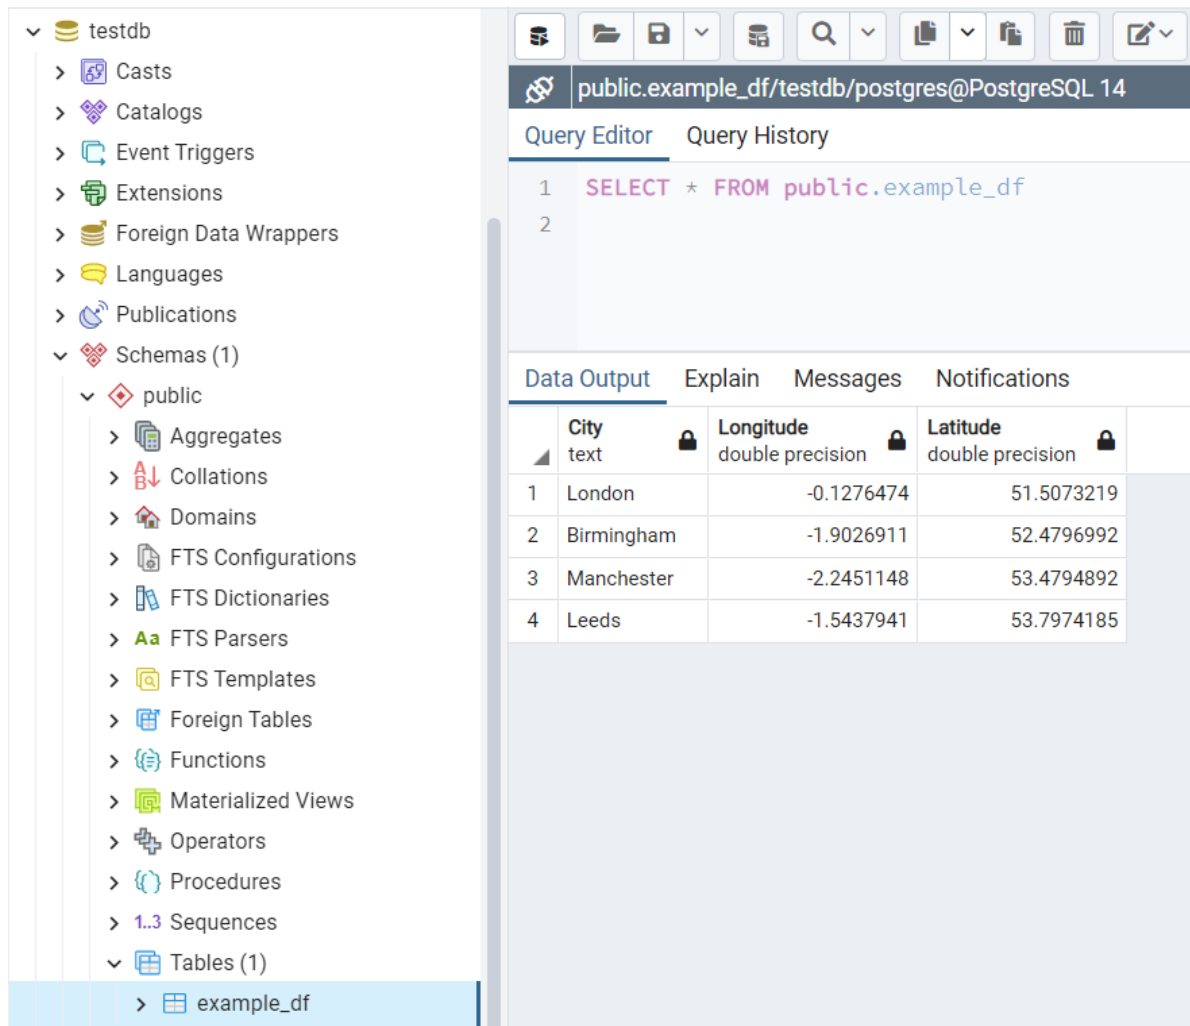 testdb
Casts
Catalogs
Event Triggers
Extensions
Foreign Data Wrappers
Languages
Publications
Schemas (1)
public
Aggregates
Collations
Domains
FTS Configurations
FTS Dictionaries
Aa FTS Parsers
FTS Templates
Foreign Tables
Functions
Materialized Views
Operators
Procedures
1..3 Sequences
Tables (1)
example_df
public.example_df/testdb/postgres@PostgreSQL 14
Query Editor Query History
1 SELECT * FROM public.example_df
2
Data Output Explain Messages Notifications
City Longitude Latitude
text double precision double precision
1 London -0.1276474 51.5073219
2 Birmingham -1.9026911 52.4796992
3 Manchester -2.2451148 53.4794892
4 Leeds -1.5437941 53.7974185